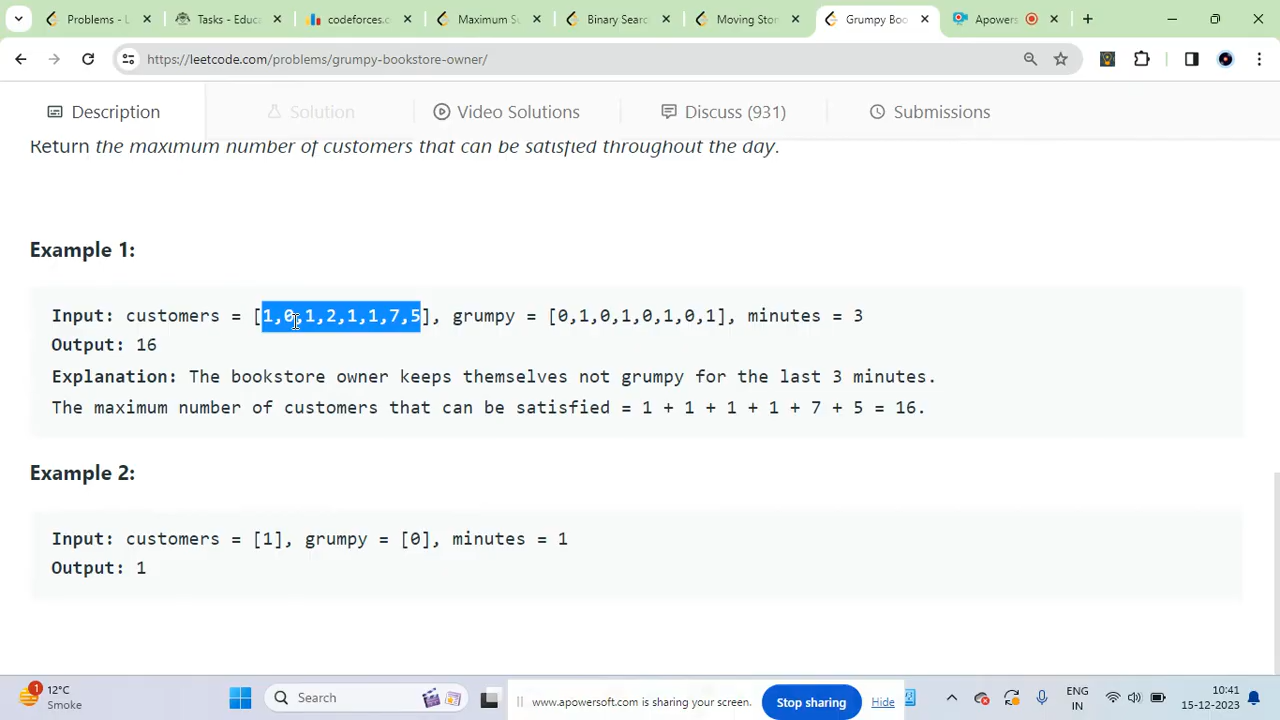 Problems - L
Tasks - Educa
codeforces.c
Maximum Su
Binary Searc
Moving Ston
Grumpy Boo
Apowers
https://leetcode.com/problems/grumpy-bookstore-owner/
Description
Solution
Video Solutions
Discuss (931)
Submissions
Return the maximum number of customers that can be satisfied throughout the day.
Example 1:
Input: customers = [1,0,1,2,1,1,7,5], grumpy = [0,1,0,1,0,1,0,1], minutes = 3
Output: 16
Explanation: The bookstore owner keeps themselves not grumpy for the last 3 minutes.
The maximum number of customers that can be satisfied = 1 + 1 + 1 + 1 + 7 + 5 = 16.
Example 2:
Input: customers = [1], grumpy = [0], minutes = 1
Output: 1
1
12°C
Smoke
Search
www.apowersoft.com is sharing your screen.
Stop sharing
Hide
ENG
IN
10:41
15-12-2023